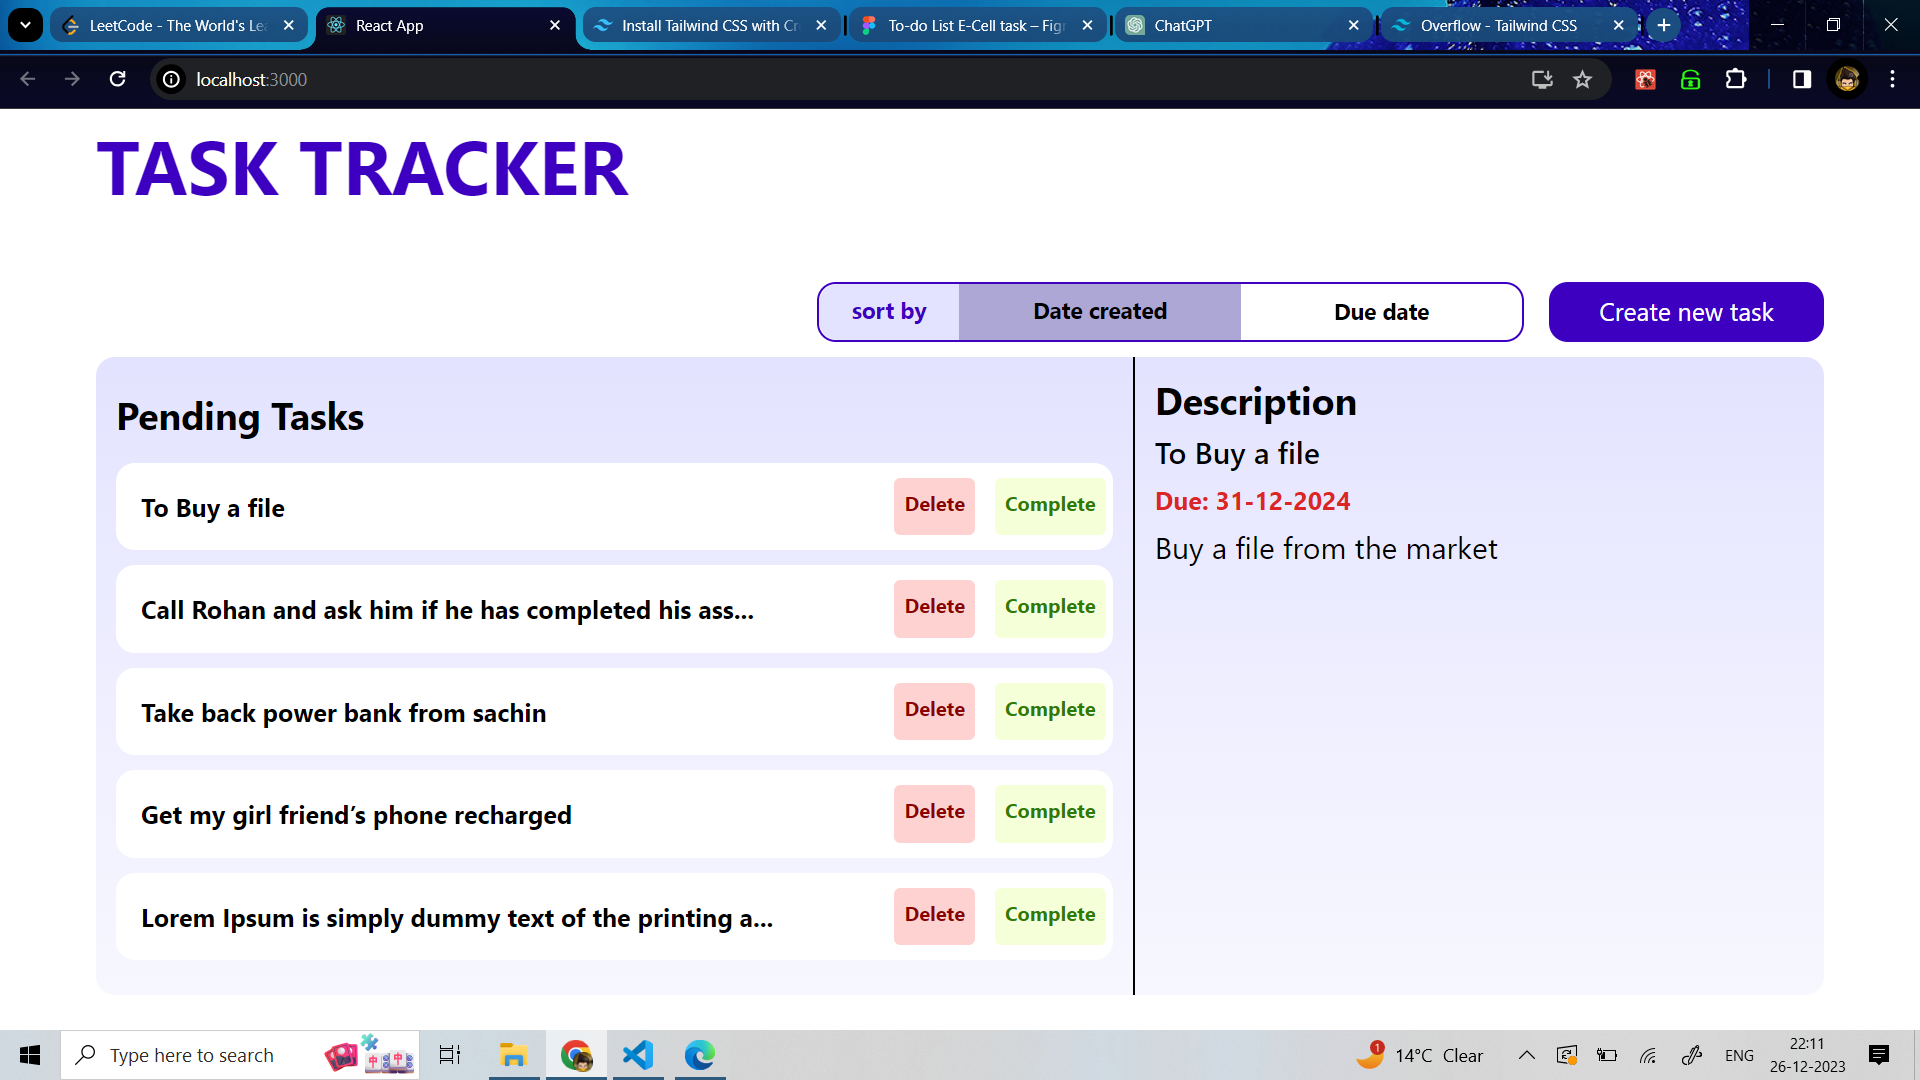 LeetCode - The World's Le
React App
Install Tailwind CSS with Cr
To-do List E-Cell task – Fig
ChatGPT
Overflow - Tailwind CSS
localhost:3000
TASK TRACKER
sort by
Date created
Due date
Create new task
Pending Tasks
To Buy a file
Delete
Complete
Call Rohan and ask him if he has completed his ass...
Delete
Complete
Take back power bank from sachin
Delete
Complete
Get my girl friend’s phone recharged
Delete
Complete
Lorem Ipsum is simply dummy text of the printing a...
Delete
Complete
Description
To Buy a file
Due: 31-12-2024
Buy a file from the market
Type here to search
中
中
1
14°C Clear
ENG
22:11
26-12-2023